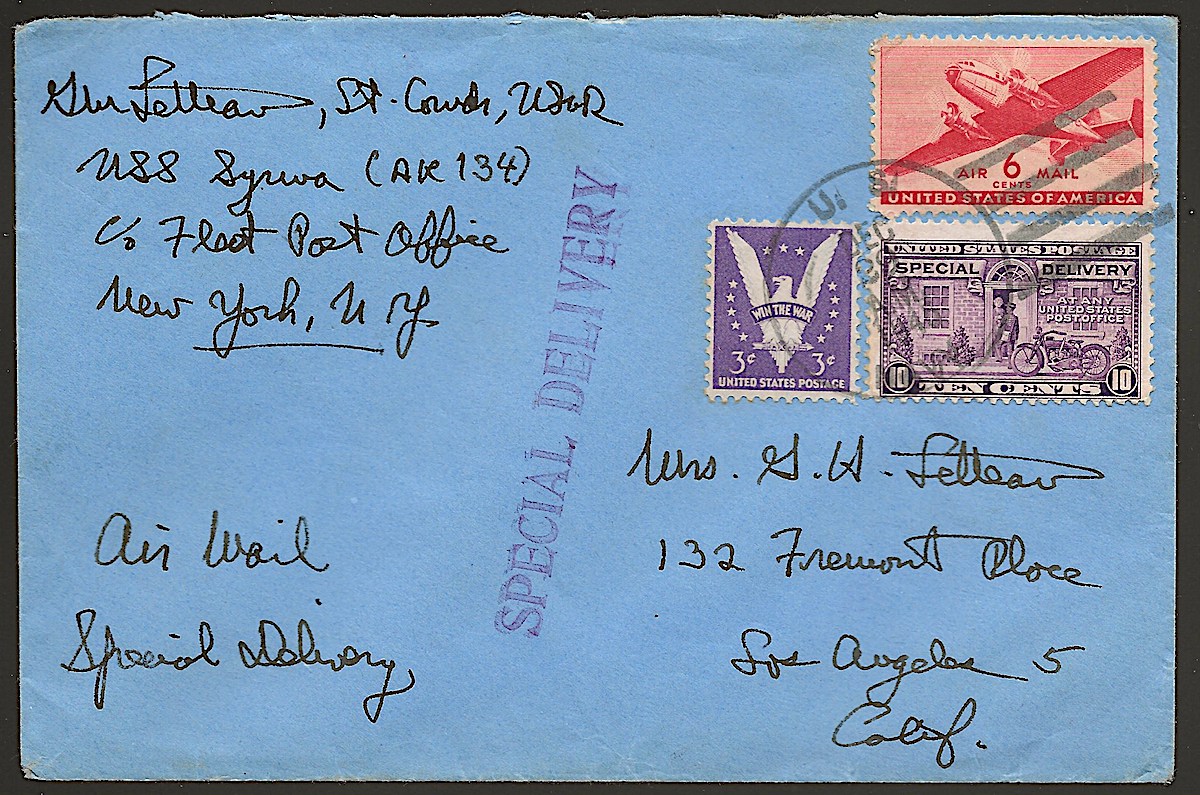 GW Letteau, Lt. Comdr, USNR
USS Syrma (AK 134)
c/o Fleet Post Office
New York, N Y
Air Mail
Special Delivery
SPECIAL DELIVERY
AIR 6 MAIL
CENTS
UNITED STATES OF AMERICA
WIN THE WAR
3¢ 3¢
UNITED STATES POSTAGE
UNITED STATES POSTAGE
SPECIAL DELIVERY
AT ANY
UNITED STATES
POST OFFICE
10 TEN CENTS 10
U. S.
DEC
Mrs. G. H. Letteau
132 Fremont Place
Los Angeles 5
Calif.